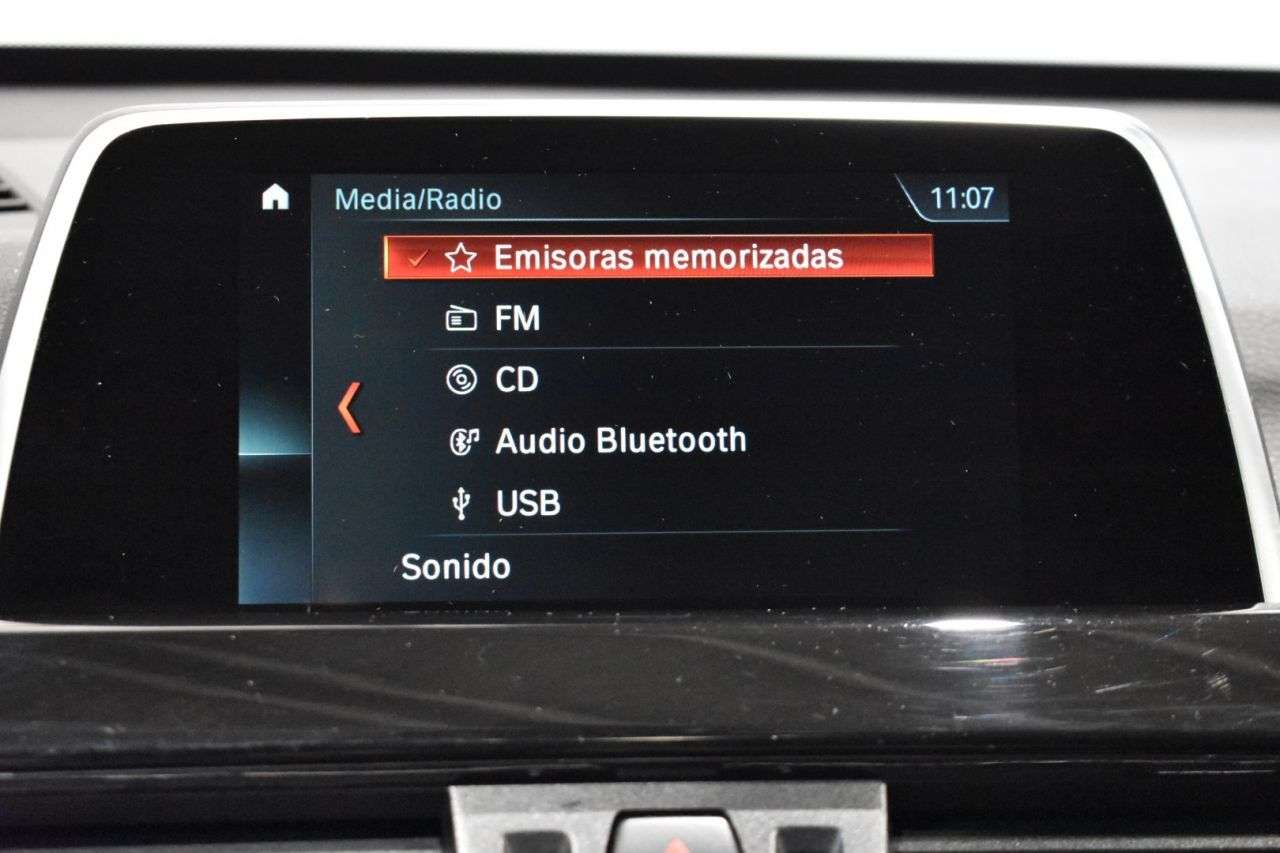 Media/Radio
11:07
Emisoras memorizadas
FM
CD
Audio Bluetooth
USB
Sonido